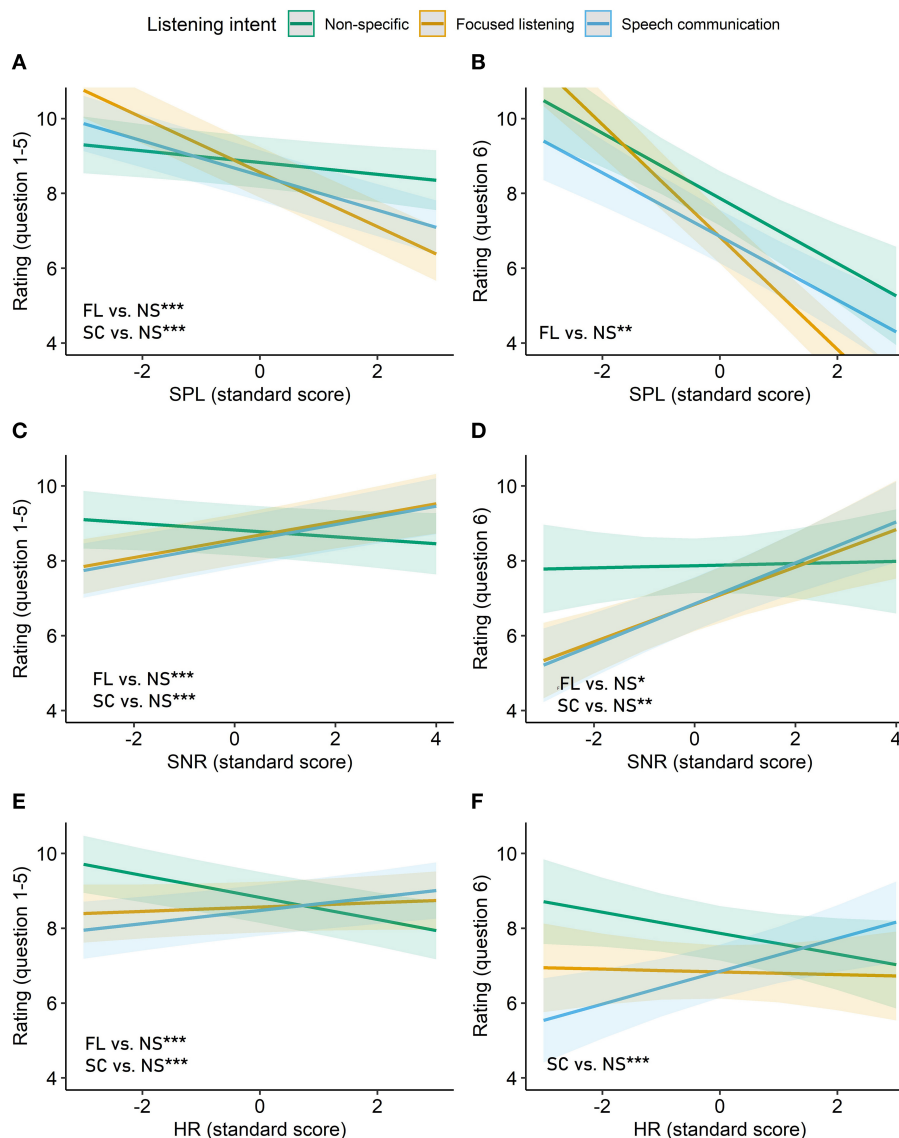 Listening intent Non-specific Focused listening Speech communication
A
Rating (question 1-5)
10
8
6
4
FL vs. NS***
SC vs. NS***
-2 0 2
SPL (standard score)
B
Rating (question 6)
10
8
6
4
FL vs. NS**
-2 0 2
SPL (standard score)
C
Rating (question 1-5)
10
8
6
4
FL vs. NS***
SC vs. NS***
-2 0 2 4
SNR (standard score)
D
Rating (question 6)
10
8
6
4
FL vs. NS*
SC vs. NS**
-2 0 2 4
SNR (standard score)
E
Rating (question 1-5)
10
8
6
4
FL vs. NS***
SC vs. NS***
-2 0 2
HR (standard score)
F
Rating (question 6)
10
8
6
4
SC vs. NS***
-2 0 2
HR (standard score)